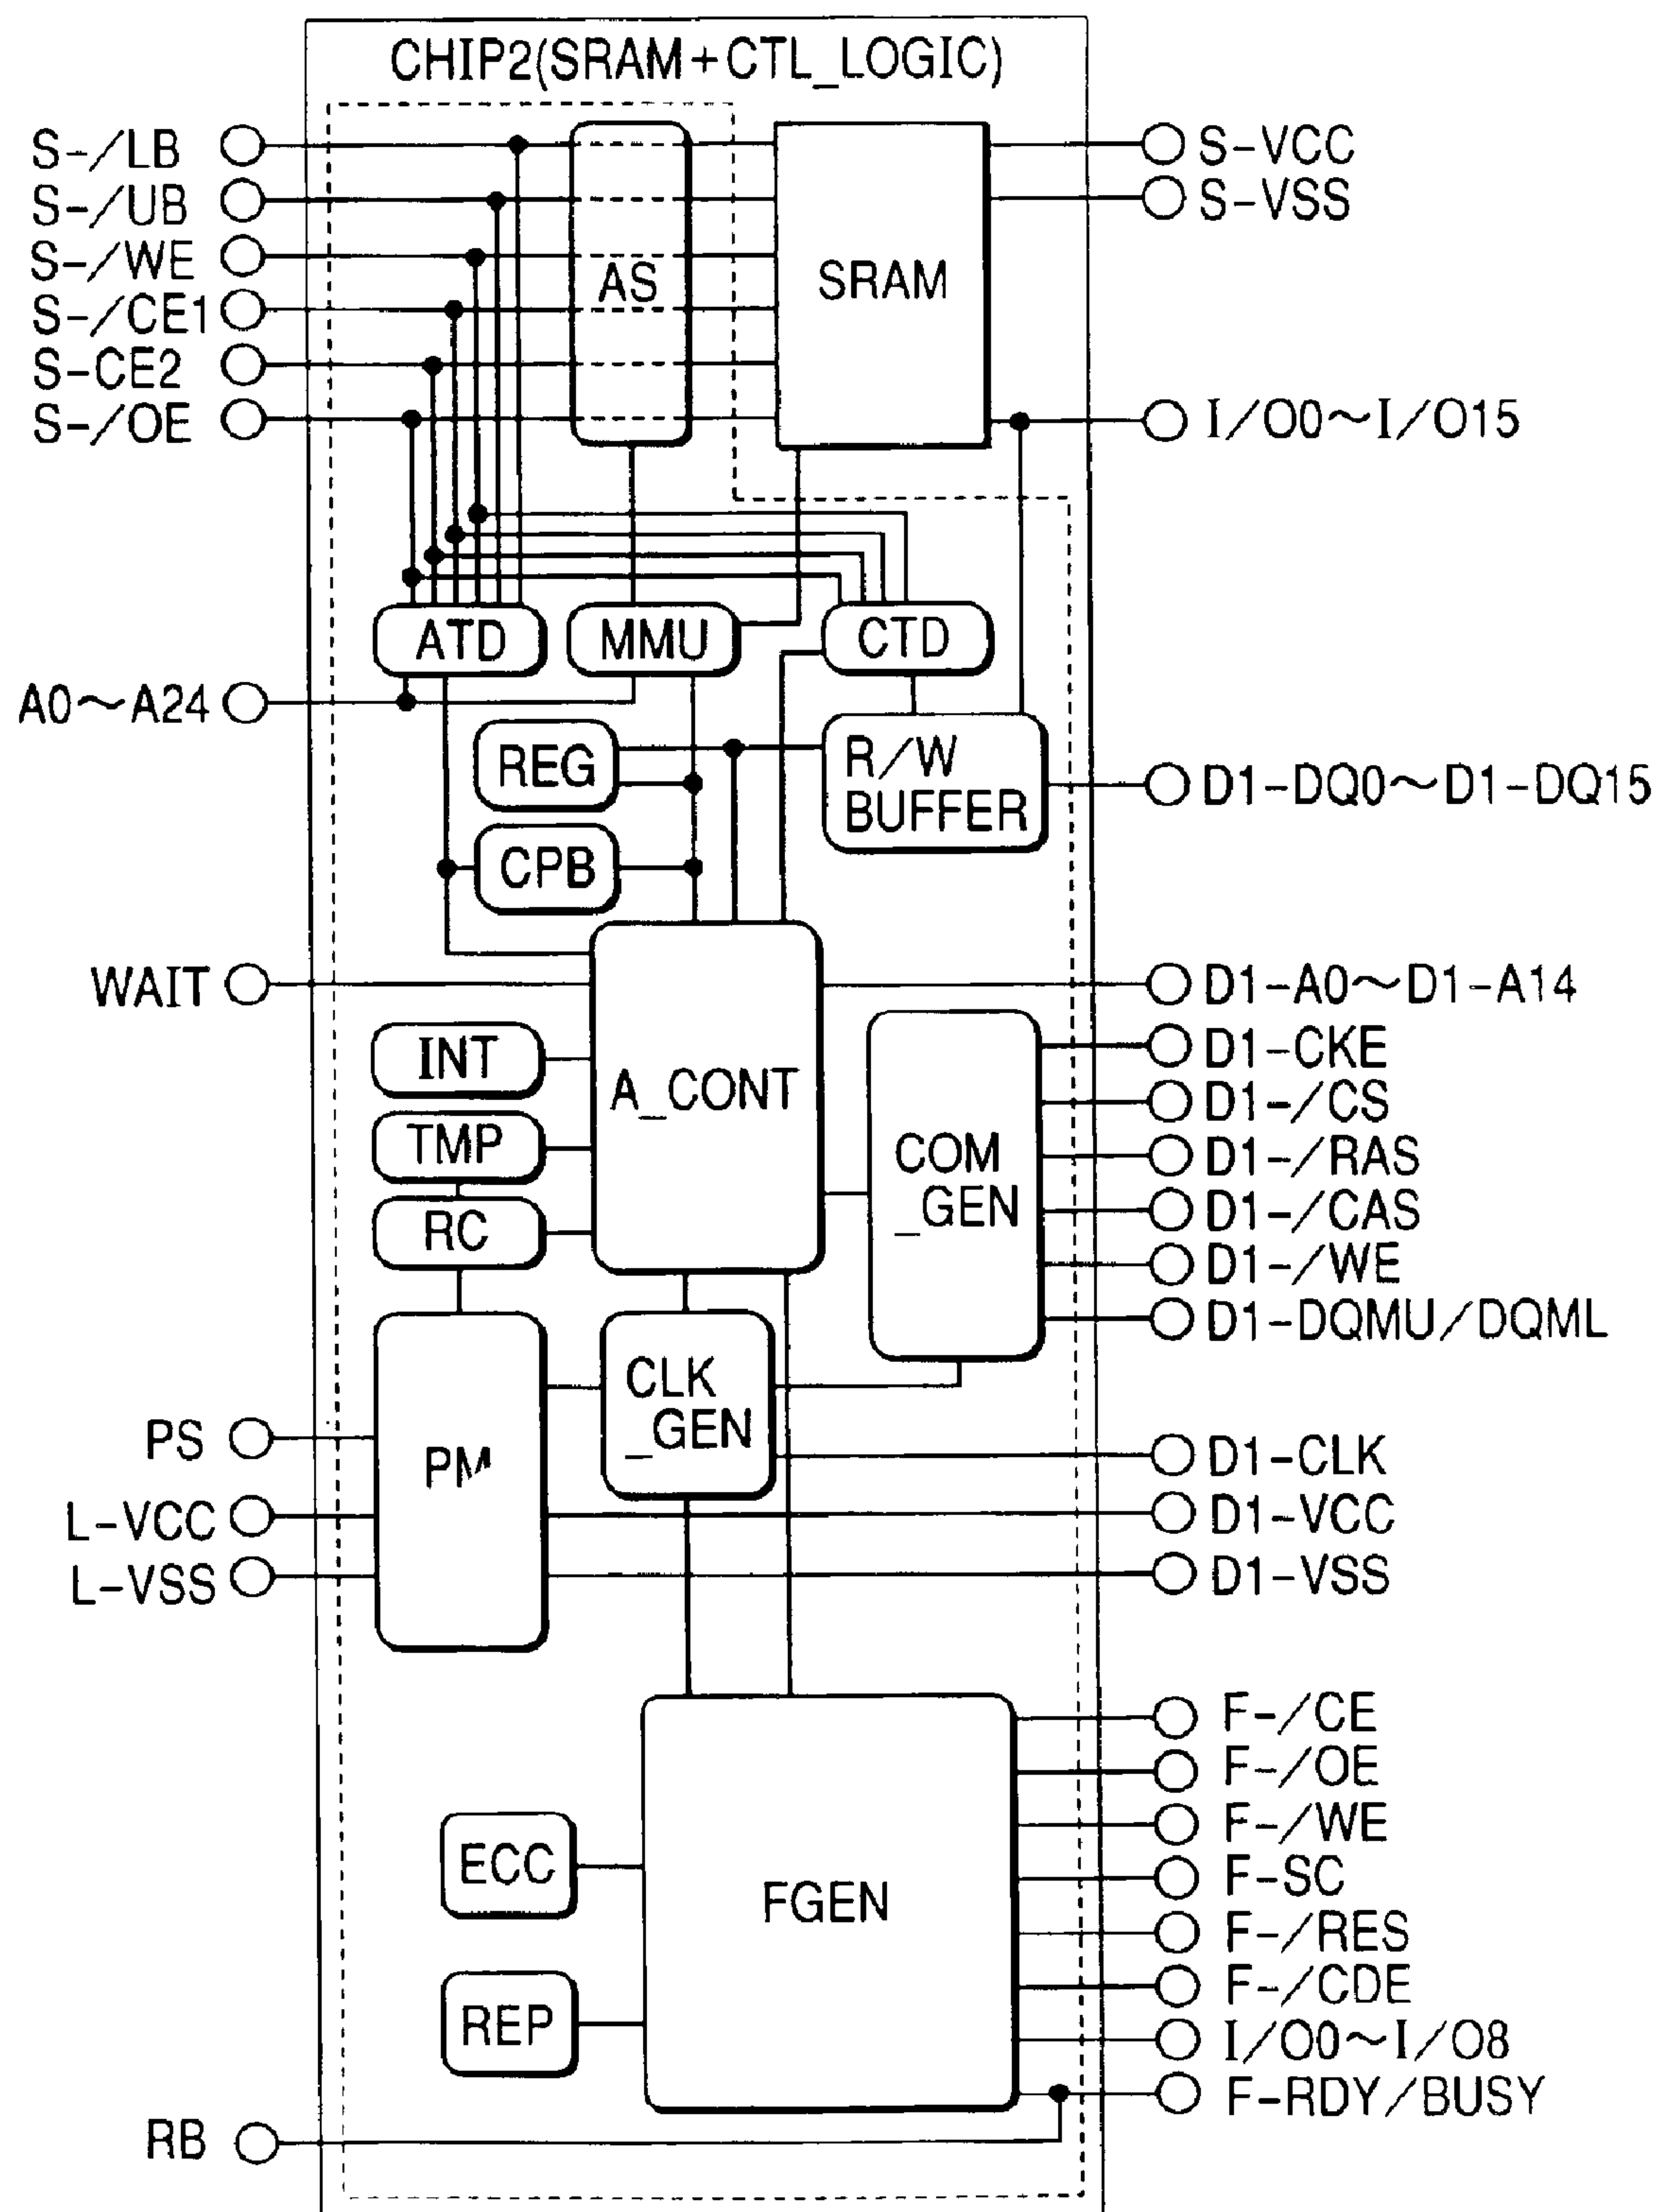 CHIP2(SRAM+CTL_LOGIC)
S-/LB
S-/UB
S-/WE
S-/CE1
S-CE2
S-/OE
AS
SRAM
S-VCC
S-VSS
I/O0~I/O15
ATD
MMU
CTD
A0~A24
REG
R/W
BUFFER
D1-DQ0~D1-DQ15
CPB
WAIT
D1-A0~D1-A14
INT
A_CONT
TMP
RC
COM
_GEN
D1-CKE
D1-/CS
D1-/RAS
D1-/CAS
D1-/WE
D1-DQMU/DQML
CLK
_GEN
PS
L-VCC
L-VSS
PM
D1-CLK
D1-VCC
D1-VSS
ECC
REP
FGEN
F-/CE
F-/OE
F-/WE
F-SC
F-/RES
F-/CDE
I/O0~I/O8
F-RDY/BUSY
RB